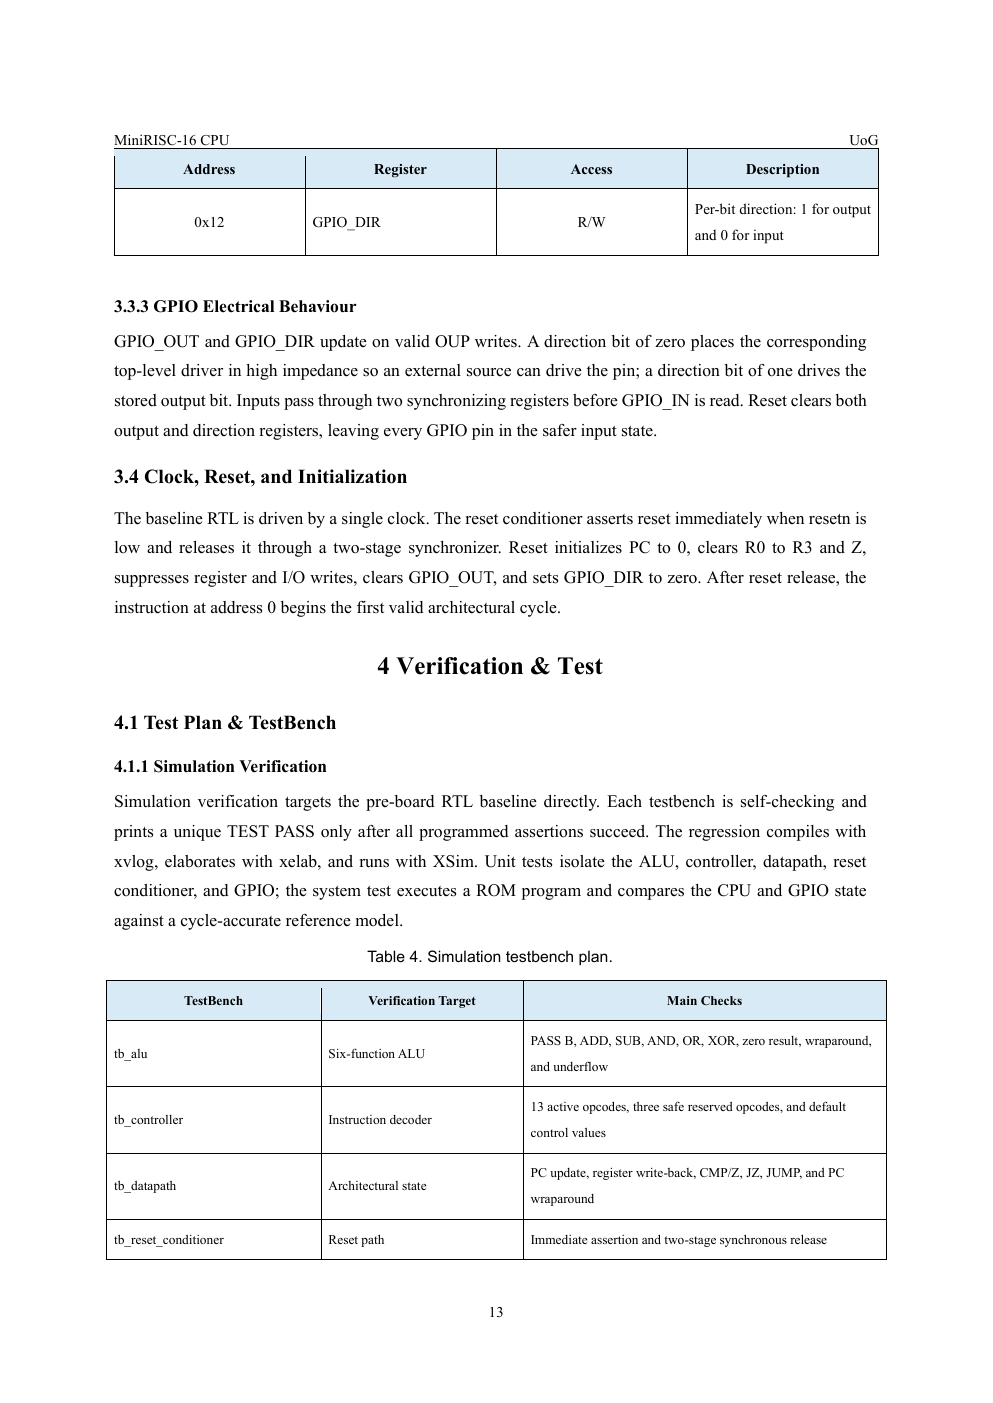 MiniRISC-16 CPU UoG
Address Register Access Description
0x12 GPIO_DIR R/W Per-bit direction: 1 for output
and 0 for input
3.3.3 GPIO Electrical Behaviour
GPIO_OUT and GPIO_DIR update on valid OUP writes. A direction bit of zero places the corresponding
top-level driver in high impedance so an external source can drive the pin; a direction bit of one drives the
stored output bit. Inputs pass through two synchronizing registers before GPIO_IN is read. Reset clears both
output and direction registers, leaving every GPIO pin in the safer input state.
3.4 Clock, Reset, and Initialization
The baseline RTL is driven by a single clock. The reset conditioner asserts reset immediately when resetn is
low and releases it through a two-stage synchronizer. Reset initializes PC to 0, clears R0 to R3 and Z,
suppresses register and I/O writes, clears GPIO_OUT, and sets GPIO_DIR to zero. After reset release, the
instruction at address 0 begins the first valid architectural cycle.
4 Verification & Test
4.1 Test Plan & TestBench
4.1.1 Simulation Verification
Simulation verification targets the pre-board RTL baseline directly. Each testbench is self-checking and
prints a unique TEST PASS only after all programmed assertions succeed. The regression compiles with
xvlog, elaborates with xelab, and runs with XSim. Unit tests isolate the ALU, controller, datapath, reset
conditioner, and GPIO; the system test executes a ROM program and compares the CPU and GPIO state
against a cycle-accurate reference model.
Table 4. Simulation testbench plan.
TestBench Verification Target Main Checks
tb_alu Six-function ALU PASS B, ADD, SUB, AND, OR, XOR, zero result, wraparound,
and underflow
tb_controller Instruction decoder 13 active opcodes, three safe reserved opcodes, and default
control values
tb_datapath Architectural state PC update, register write-back, CMP/Z, JZ, JUMP, and PC
wraparound
tb_reset_conditioner Reset path Immediate assertion and two-stage synchronous release
13